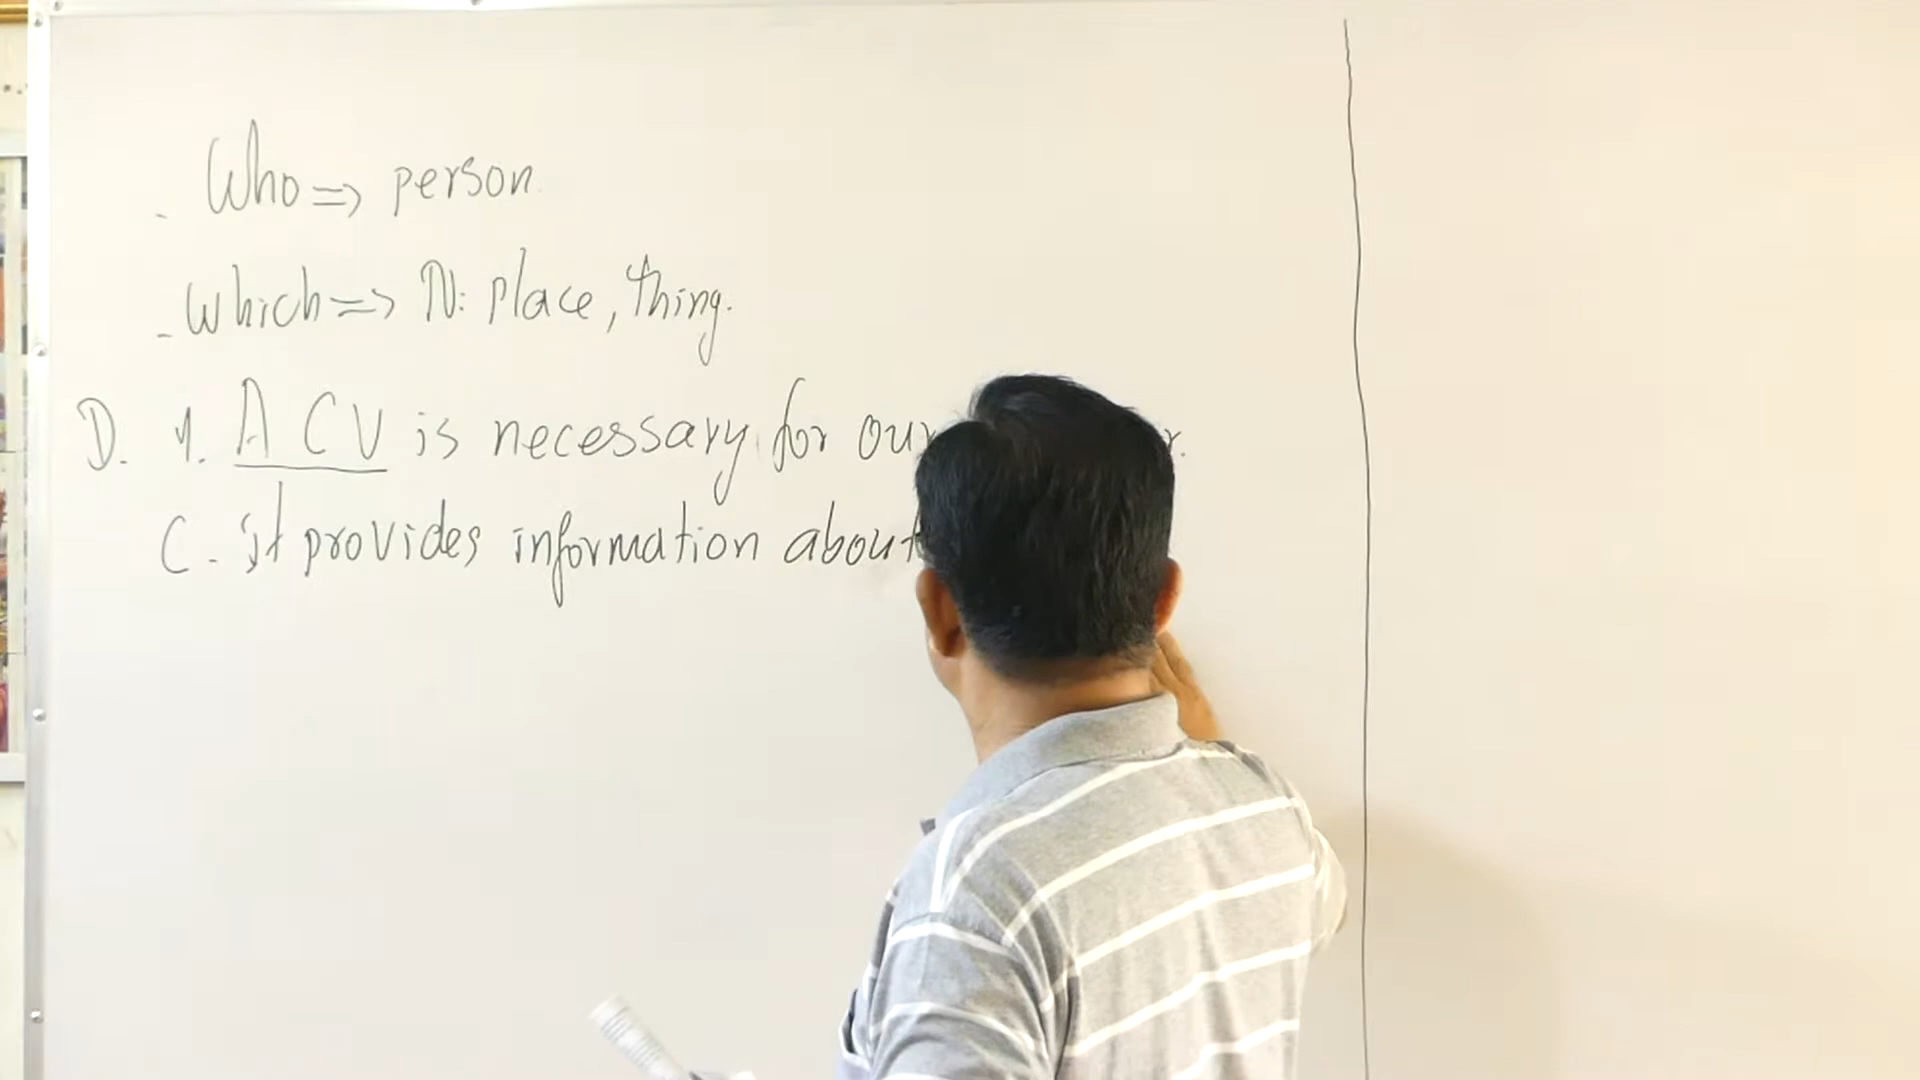 - Who => person
- Which => N: place, thing.
D. 1. A CV is necessary for our
C. it provides information about